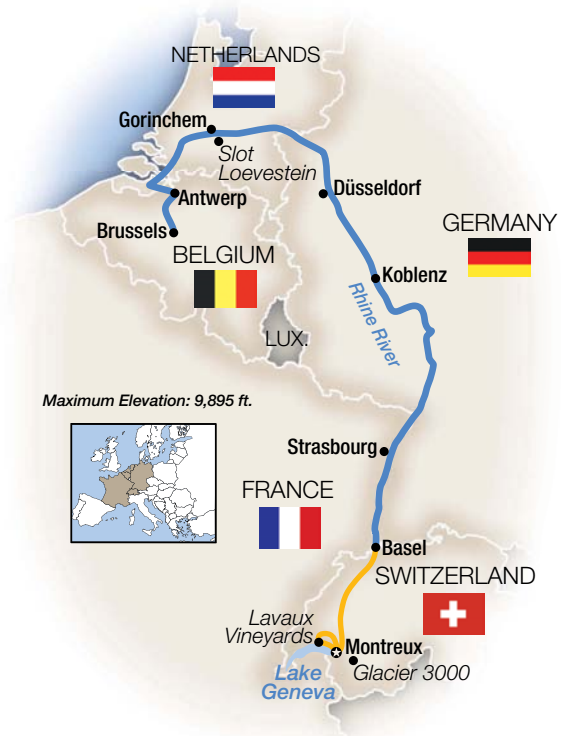 NETHERLANDS
Gorinchem
Slot
Loevestein
Antwerp
Düsseldorf
Brussels
BELGIUM
GERMANY
Koblenz
Rhine River
LUX.
Maximum Elevation: 9,895 ft.
Strasbourg
FRANCE
Basel
SWITZERLAND
Lavaux
Vineyards
Montreux
Glacier 3000
Lake
Geneva